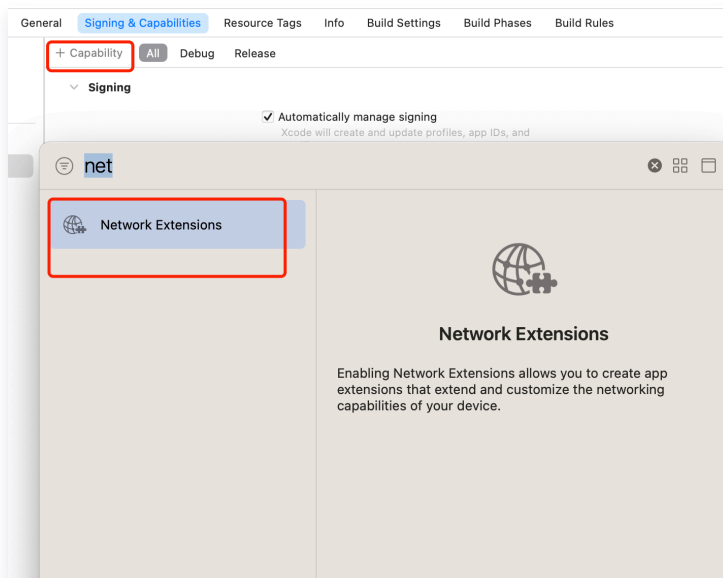 General Signing & Capabilities Resource Tags Info Build Settings Build Phases Build Rules
+ Capability All Debug Release
Signing
Automatically manage signing
Xcode will create and update profiles, app IDs, and
net
Network Extensions
Network Extensions
Enabling Network Extensions allows you to create app
extensions that extend and customize the networking
capabilities of your device.